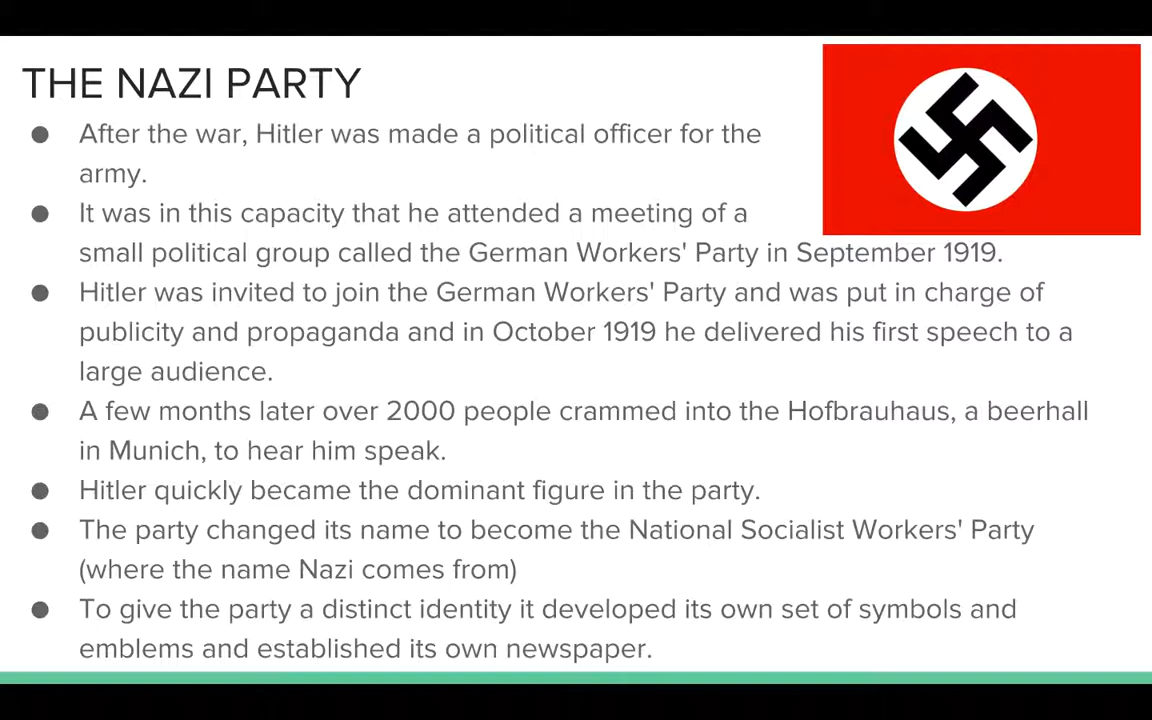 THE NAZI PARTY
● After the war, Hitler was made a political officer for the
army.
● It was in this capacity that he attended a meeting of a
small political group called the German Workers' Party in September 1919.
● Hitler was invited to join the German Workers' Party and was put in charge of
publicity and propaganda and in October 1919 he delivered his first speech to a
large audience.
● A few months later over 2000 people crammed into the Hofbrauhaus, a beerhall
in Munich, to hear him speak.
● Hitler quickly became the dominant figure in the party.
● The party changed its name to become the National Socialist Workers' Party
(where the name Nazi comes from)
● To give the party a distinct identity it developed its own set of symbols and
emblems and established its own newspaper.